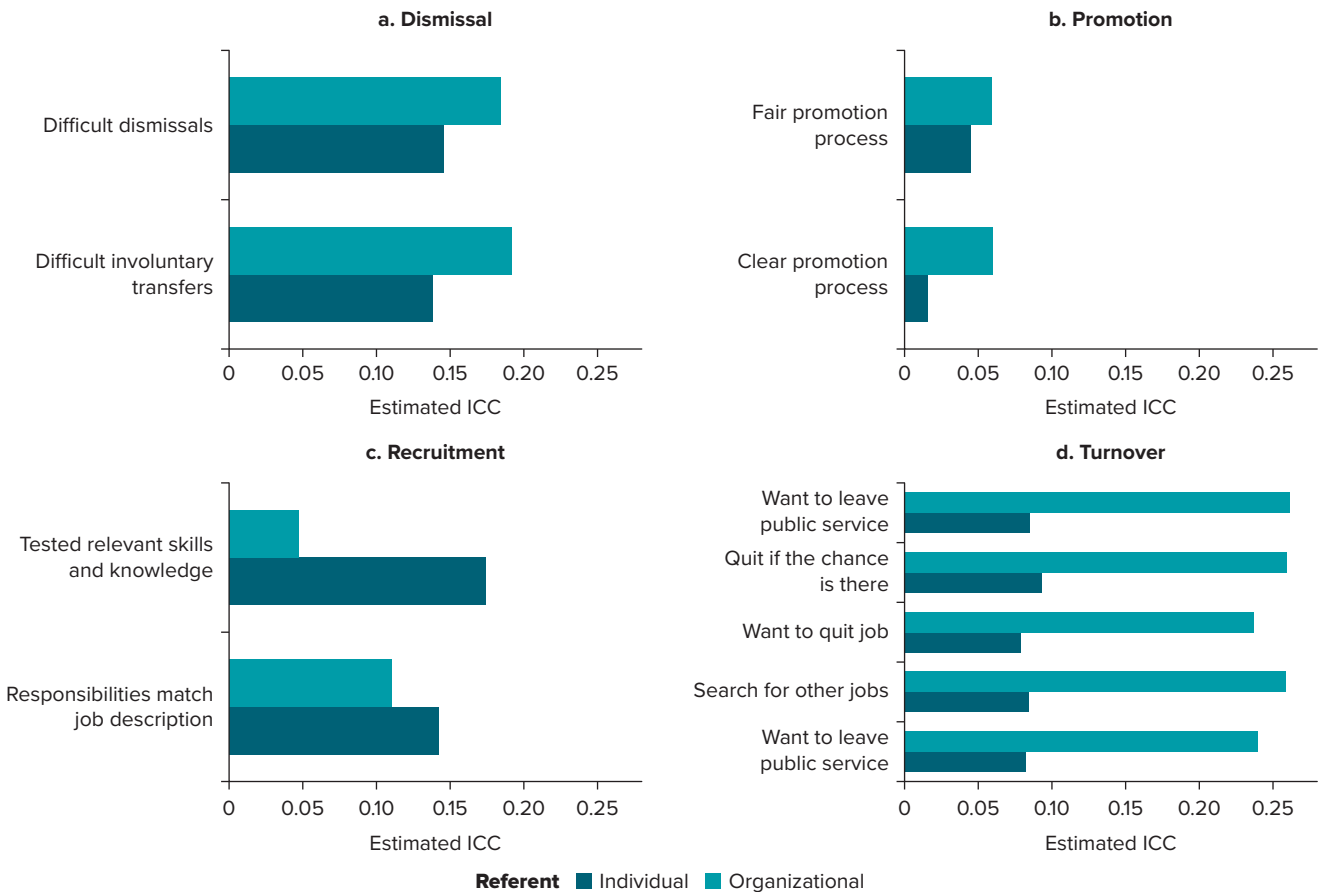 a. Dismissal
Difficult dismissals
Difficult involuntary
transfers
0 0.05 0.10 0.15 0.20 0.25
Estimated ICC
b. Promotion
Fair promotion
process
Clear promotion
process
0 0.05 0.10 0.15 0.20 0.25
Estimated ICC
c. Recruitment
Tested relevant skills
and knowledge
Responsibilities match
job description
0 0.05 0.10 0.15 0.20 0.25
Estimated ICC
d. Turnover
Want to leave
public service
Quit if the chance
is there
Want to quit job
Search for other jobs
Want to leave
public service
0 0.05 0.10 0.15 0.20 0.25
Estimated ICC
Referent Individual Organizational